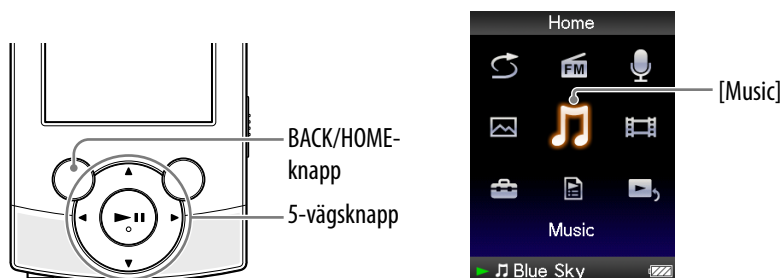 BACK/HOME-
knapp
5-vägsknapp
Home
FM
[Music]
Music
Blue Sky